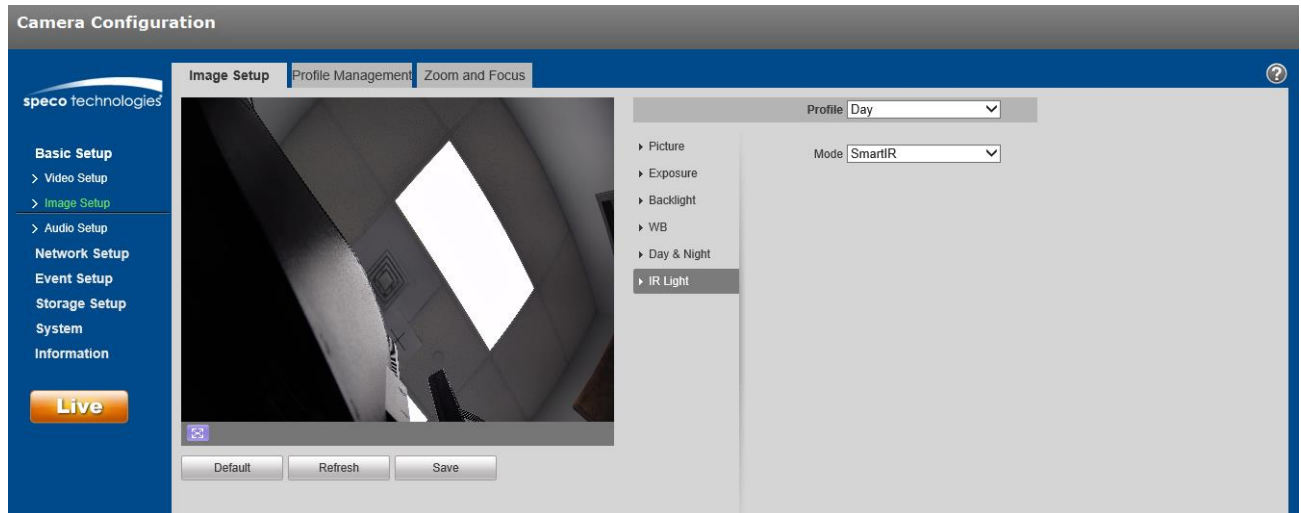 Camera Configuration
speco technologies
Basic Setup
Video Setup
Image Setup
Audio Setup
Network Setup
Event Setup
Storage Setup
System
Information
Live
Image Setup Profile Management Zoom and Focus
?
Default Refresh Save
Picture
Exposure
Backlight
WB
Day & Night
IR Light
Profile Day
Mode SmartIR